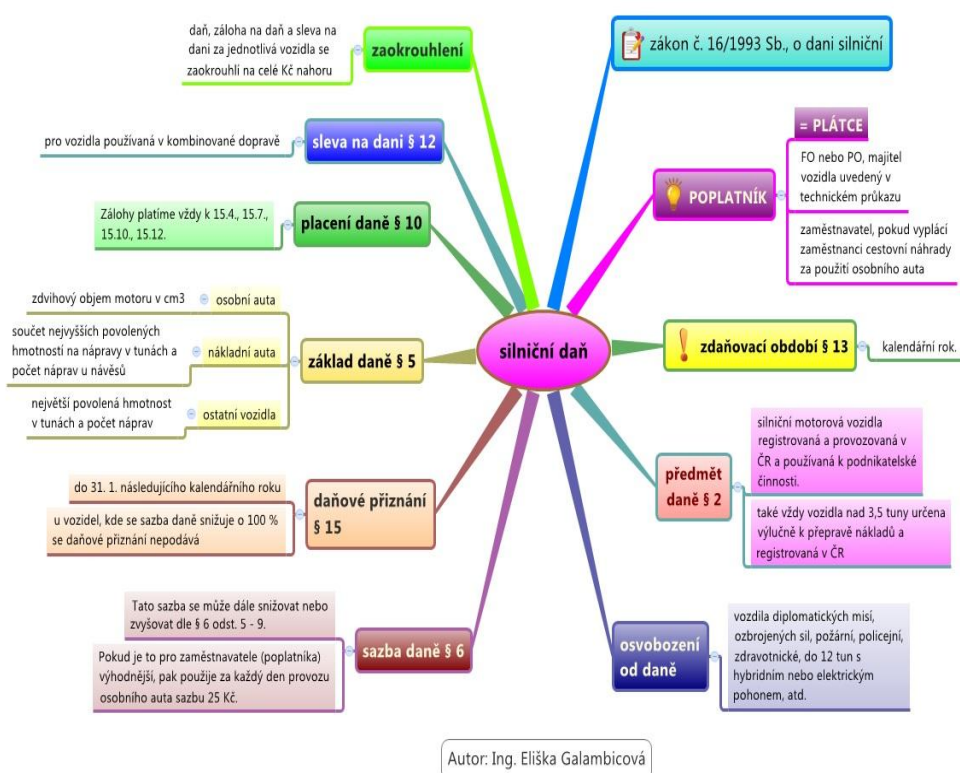 silniční daň
zákon č. 16/1993 Sb., o dani silniční
POPLATNÍK
= PLÁTCE
FO nebo PO, majitel
vozidla uvedený v
technickém průkazu
zaměstnavatel, pokud vyplácí
zaměstnanci cestovní náhrady
za použití osobního auta
zdaňovací období § 13
kalendářní rok.
předmět
daně § 2
silniční motorová vozidla
registrovaná a provozovaná v
ČR a používaná k podnikatelské
činnosti.
také vždy vozidla nad 3,5 tuny určena
výlučně k přepravě nákladů a
registrovaná v ČR
osvobození
od daně
vozdila diplomatických misí,
ozbrojených sil, požární, policejní,
zdravotnické, do 12 tun s
hybridním nebo elektrickým
pohonem, atd.
zaokrouhlení
daň, záloha na daň a sleva na
dani za jednotlivá vozidla se
zaokrouhlí na celé Kč nahoru
sleva na dani § 12
pro vozidla používaná v kombinované dopravě
placení daně § 10
Zálohy platíme vždy k 15.4., 15.7.,
15.10., 15.12.
základ daně § 5
osobní auta
zdvihový objem motoru v cm3
nákladní auta
součet nejvyšších povolených
hmotností na nápravy v tunách a
počet náprav u návěsů
ostatní vozidla
největší povolená hmotnost
v tunách a počet náprav
daňové přiznání
§ 15
do 31. 1. následujícího kalendářního roku
u vozidel, kde se sazba daně snižuje o 100 %
se daňové přiznání nepodává
sazba daně § 6
Tato sazba se může dále snižovat nebo
zvyšovat dle § 6 odst. 5 - 9.
Pokud je to pro zaměstnavatele (poplatníka)
výhodnější, pak použije za každý den provozu
osobního auta sazbu 25 Kč.
Autor: Ing. Eliška Galambicová